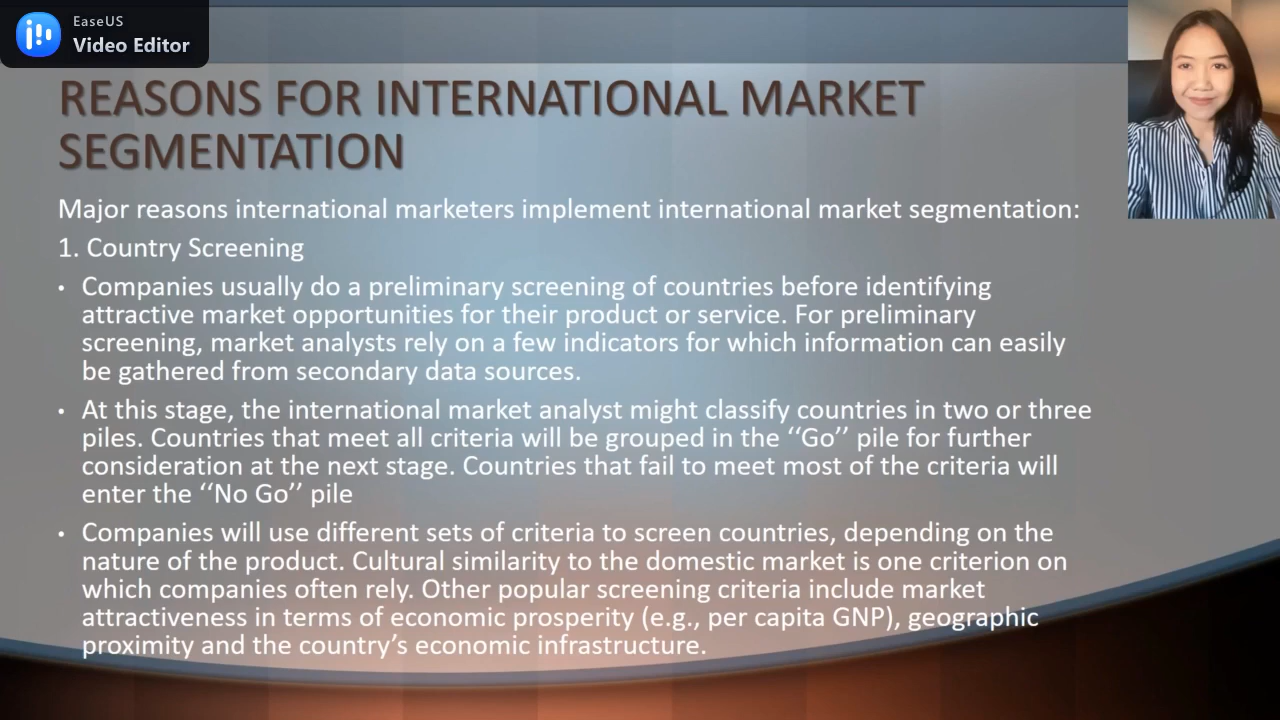 EaseUS
Video Editor
REASONS FOR INTERNATIONAL MARKET
SEGMENTATION
Major reasons international marketers implement international market segmentation:
1. Country Screening
• Companies usually do a preliminary screening of countries before identifying
attractive market opportunities for their product or service. For preliminary
screening, market analysts rely on a few indicators for which information can easily
be gathered from secondary data sources.
• At this stage, the international market analyst might classify countries in two or three
piles. Countries that meet all criteria will be grouped in the ‘‘Go’’ pile for further
consideration at the next stage. Countries that fail to meet most of the criteria will
enter the ‘‘No Go’’ pile
• Companies will use different sets of criteria to screen countries, depending on the
nature of the product. Cultural similarity to the domestic market is one criterion on
which companies often rely. Other popular screening criteria include market
attractiveness in terms of economic prosperity (e.g., per capita GNP), geographic
proximity and the country’s economic infrastructure.